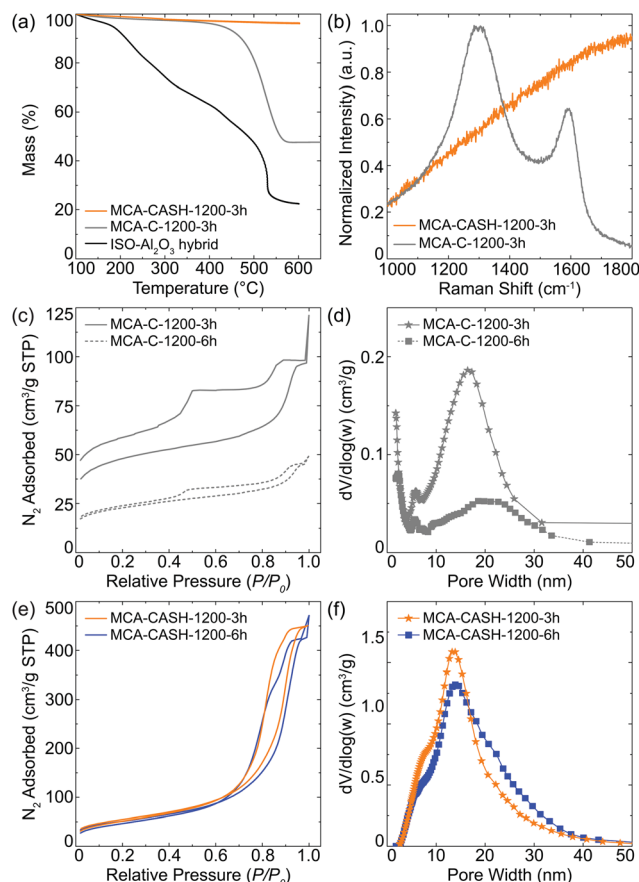 (a)
100
80
60
40
20
Mass (%)
MCA-CASH-1200-3h
MCA-C-1200-3h
ISO-Al2O3 hybrid
100 200 300 400 500 600
Temperature (°C)
(b)
1.0
0.8
0.6
0.4
0.2
0
Normalized Intensity) (a.u.)
MCA-CASH-1200-3h
MCA-C-1200-3h
1000 1200 1400 1600 1800
Raman Shift (cm-1)
(c)
125
100
75
50
25
0
N2 Adsorbed (cm3/g STP)
MCA-C-1200-3h
MCA-C-1200-6h
0 0.2 0.4 0.6 0.8 1.0
Relative Pressure (P/P0)
(d)
0.2
0.1
0
dV/dlog(w) (cm3/g)
MCA-C-1200-3h
MCA-C-1200-6h
0 10 20 30 40 50
Pore Width (nm)
(e)
500
400
300
200
100
0
N2 Adsorbed (cm3/g STP)
MCA-CASH-1200-3h
MCA-CASH-1200-6h
0 0.2 0.4 0.6 0.8 1.0
Relative Pressure (P/P0)
(f)
1.5
1.0
0.5
0
dV/dlog(w) (cm3/g)
MCA-CASH-1200-3h
MCA-CASH-1200-6h
0 10 20 30 40 50
Pore Width (nm)